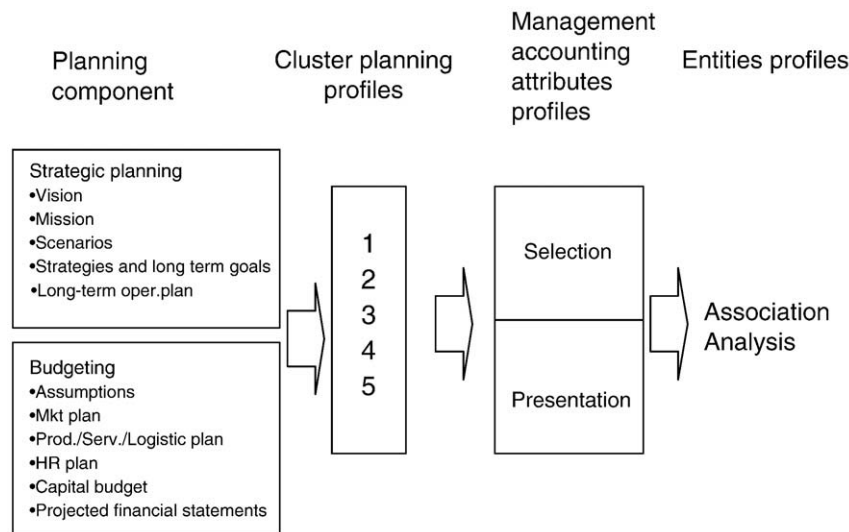 Planning
component
Cluster planning
profiles
Management
accounting
attributes
profiles
Entities profiles
Strategic planning
•Vision
•Mission
•Scenarios
•Strategies and long term goals
•Long-term oper.plan
Budgeting
•Assumptions
•Mkt plan
•Prod./Serv./Logistic plan
•HR plan
•Capital budget
•Projected financial statements
1
2
3
4
5
Selection
Presentation
Association
Analysis